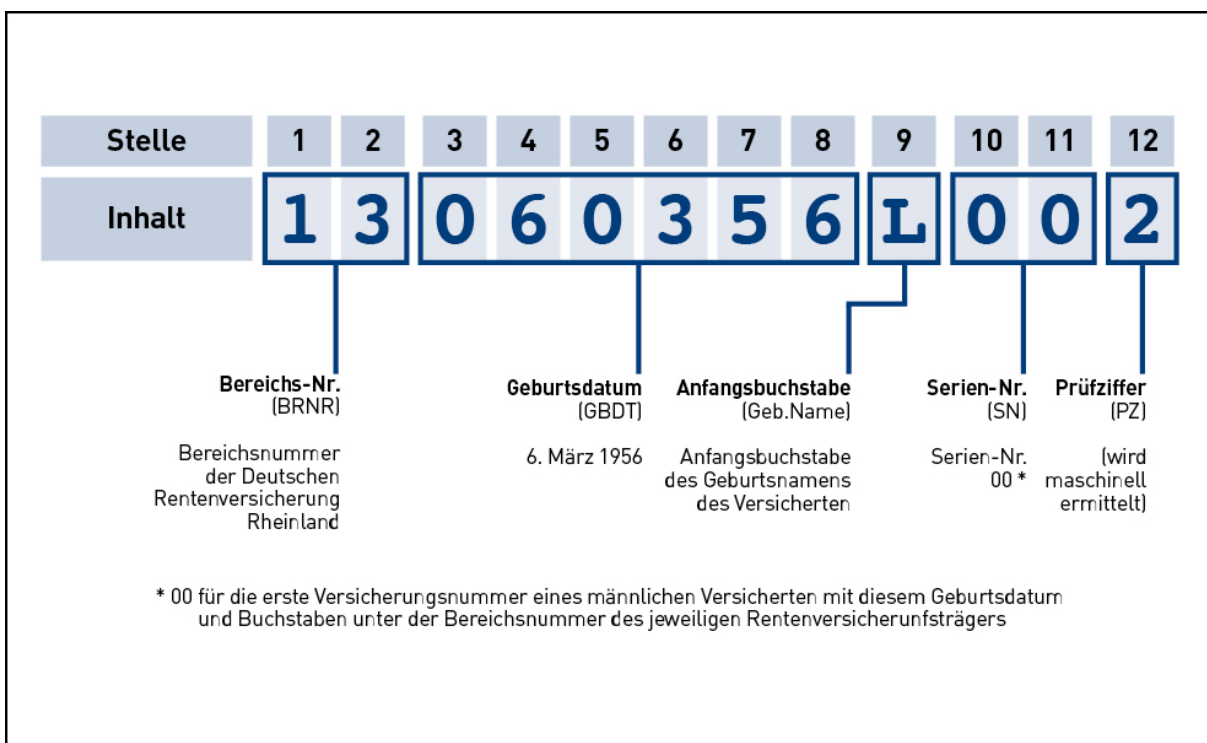 Stelle 1 2 3 4 5 6 7 8 9 10 11 12
Inhalt 1 3 0 6 0 3 5 6 L 0 0 2
Bereichs-Nr.
(BRNR)
Bereichsnummer
der Deutschen
Rentenversicherung
Rheinland
Geburtsdatum
(GBDT)
6. März 1956
Anfangsbuchstabe
(Geb.Name)
Anfangsbuchstabe
des Geburtsnamens
des Versicherten
Serien-Nr.
(SN)
Serien-Nr.
00 *
Prüfziffer
(PZ)
(wird
maschinell
ermittelt)
* 00 für die erste Versicherungsnummer eines männlichen Versicherten mit diesem Geburtsdatum
und Buchstaben unter der Bereichsnummer des jeweiligen Rentenversicherunfsträgers